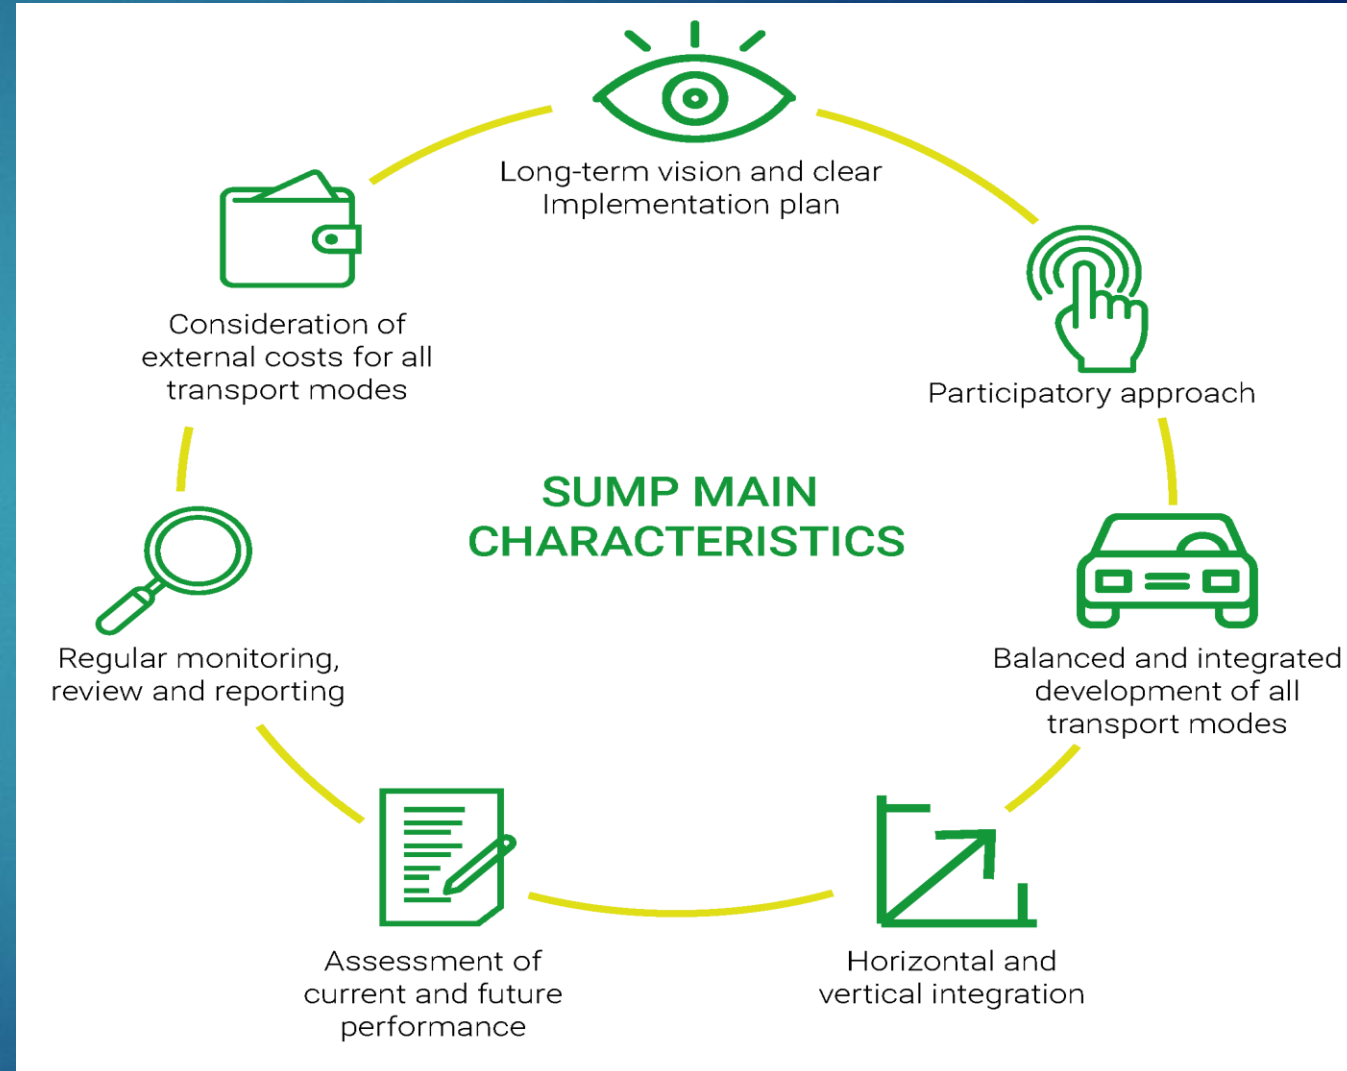 Long-term vision and clear
Implementation plan
Participatory approach
Balanced and integrated
development of all
transport modes
Horizontal and
vertical integration
Assessment of
current and future
performance
Regular monitoring,
review and reporting
Consideration of
external costs for all
transport modes
SUMP MAIN
CHARACTERISTICS